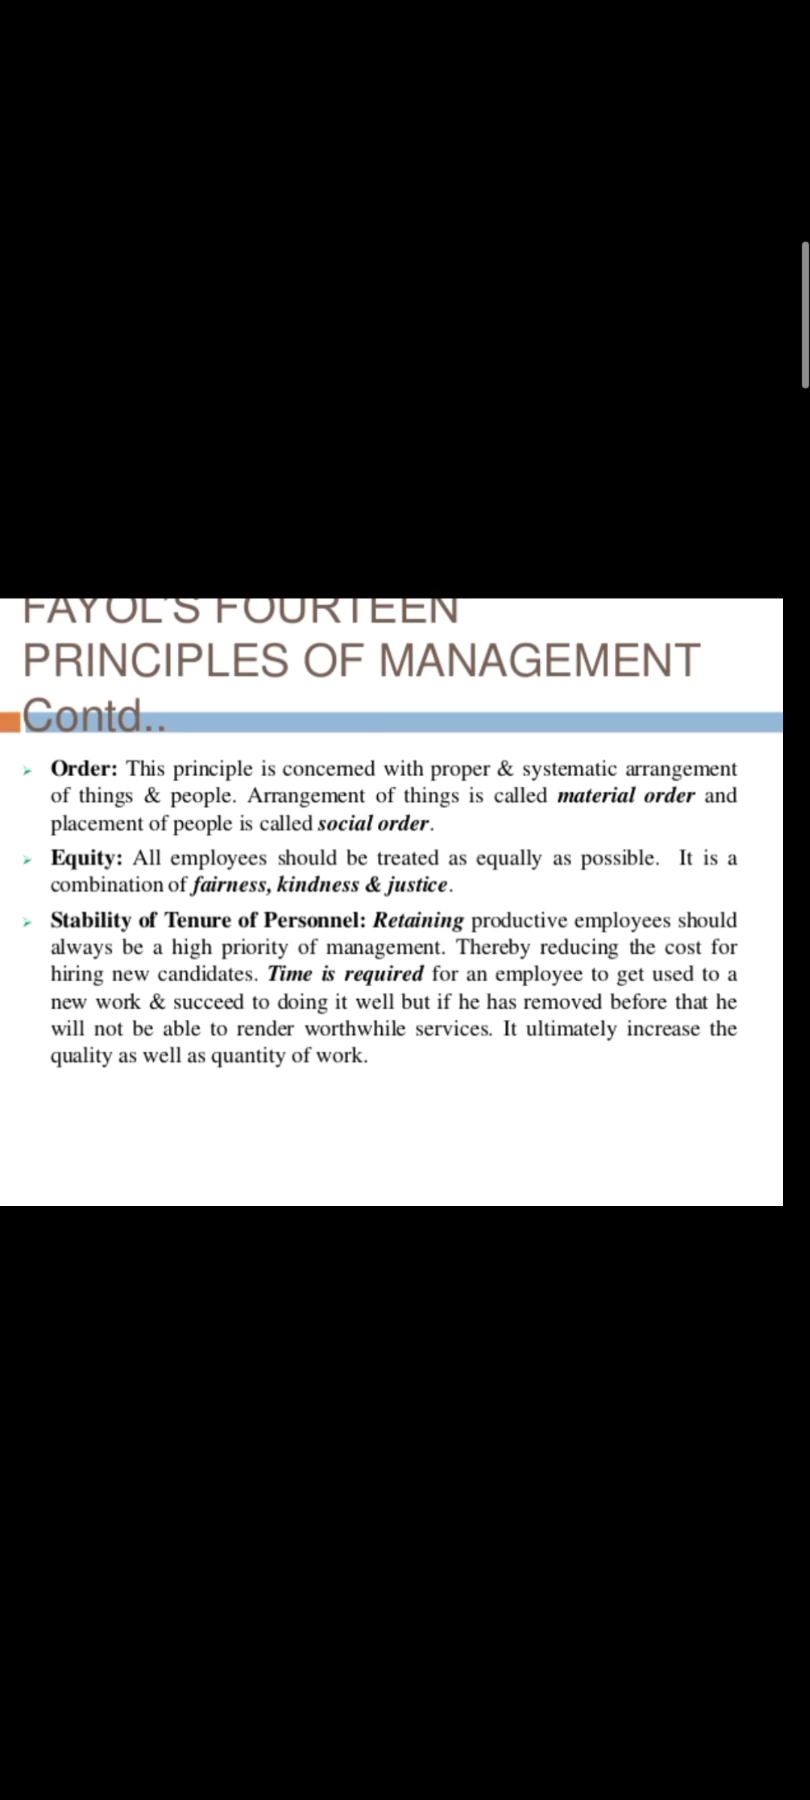 FAYOL'S FOURTEEN
PRINCIPLES OF MANAGEMENT
Contd..
➢ Order: This principle is concerned with proper & systematic arrangement
of things & people. Arrangement of things is called material order and
placement of people is called social order.
➢ Equity: All employees should be treated as equally as possible. It is a
combination of fairness, kindness & justice.
➢ Stability of Tenure of Personnel: Retaining productive employees should
always be a high priority of management. Thereby reducing the cost for
hiring new candidates. Time is required for an employee to get used to a
new work & succeed to doing it well but if he has removed before that he
will not be able to render worthwhile services. It ultimately increase the
quality as well as quantity of work.